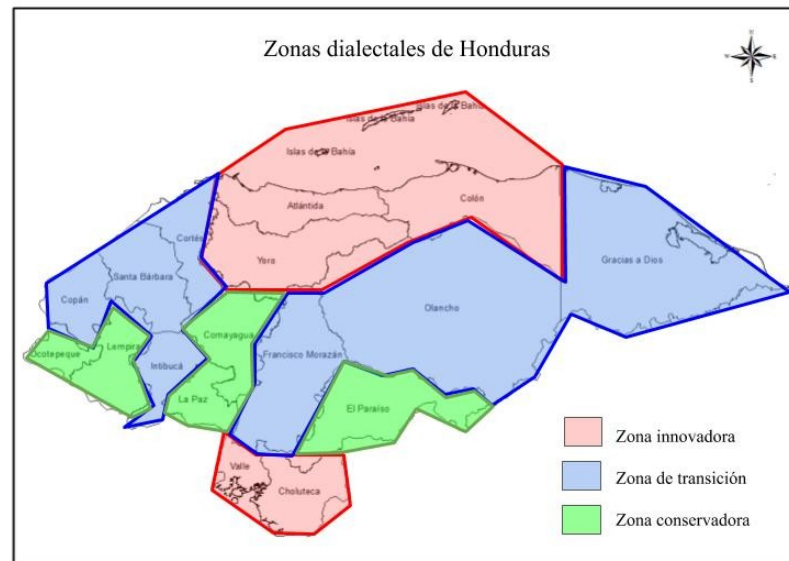 Zonas dialectales de Honduras
N
W
E
S
Islas de la Bahía
Islas de la Bahía
Islas de la Bahía
Atlántida
Colón
Cortés
Yoro
Gracias a Dios
Santa Bárbara
Copán
Olancho
Comayagua
Lempira
Ocotepeque
Francisco Morazán
Intibucá
La Paz
El Paraíso
Valle
Choluteca
Zona innovadora
Zona de transición
Zona conservadora